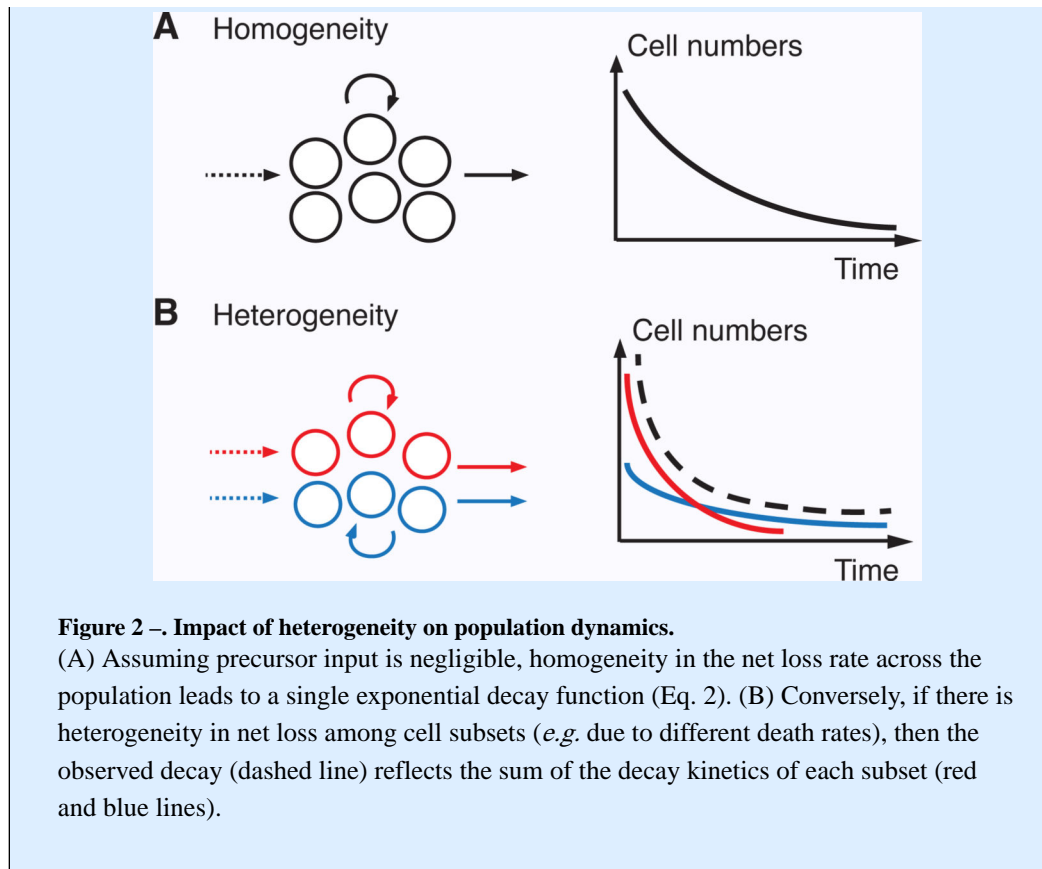 A Homogeneity
Cell numbers
Time
B Heterogeneity
Cell numbers
Time
Figure 2 –. Impact of heterogeneity on population dynamics.
(A) Assuming precursor input is negligible, homogeneity in the net loss rate across the
population leads to a single exponential decay function (Eq. 2). (B) Conversely, if there is
heterogeneity in net loss among cell subsets (e.g. due to different death rates), then the
observed decay (dashed line) reflects the sum of the decay kinetics of each subset (red
and blue lines).